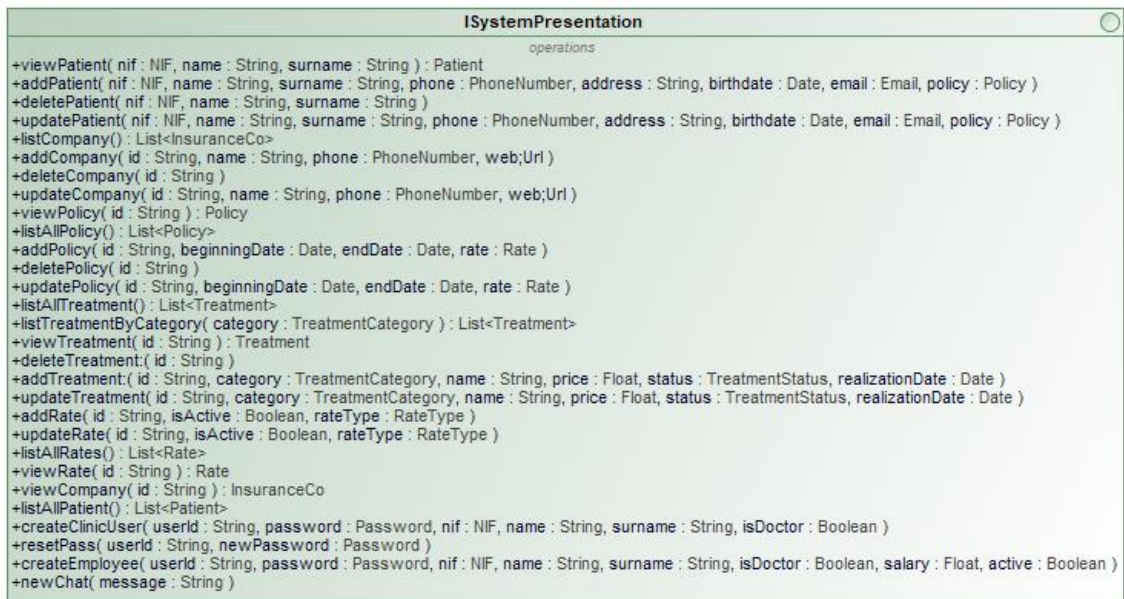 ISystemPresentation
operations
+viewPatient( nif : NIF, name : String, surname : String ) : Patient
+addPatient( nif : NIF, name : String, surname : String, phone : PhoneNumber, address : String, birthdate : Date, email : Email, policy : Policy )
+deletePatient( nif : NIF, name : String, surname : String )
+updatePatient( nif : NIF, name : String, surname : String, phone : PhoneNumber, address : String, birthdate : Date, email : Email, policy : Policy )
+listCompany() : List<InsuranceCo>
+addCompany( id : String, name : String, phone : PhoneNumber, web;Url )
+deleteCompany( id : String )
+updateCompany( id : String, name : String, phone : PhoneNumber, web;Url )
+viewPolicy( id : String ) : Policy
+listAllPolicy() : List<Policy>
+addPolicy( id : String, beginningDate : Date, endDate : Date, rate : Rate )
+deletePolicy( id : String )
+updatePolicy( id : String, beginningDate : Date, endDate : Date, rate : Rate )
+listAllTreatment() : List<Treatment>
+listTreatmentByCategory( category : TreatmentCategory ) : List<Treatment>
+viewTreatment( id : String ) : Treatment
+deleteTreatment:( id : String )
+addTreatment:( id : String, category : TreatmentCategory, name : String, price : Float, status : TreatmentStatus, realizationDate : Date )
+updateTreatment( id : String, category : TreatmentCategory, name : String, price : Float, status : TreatmentStatus, realizationDate : Date )
+addRate( id : String, isActive : Boolean, rateType : RateType )
+updateRate( id : String, isActive : Boolean, rateType : RateType )
+listAllRates() : List<Rate>
+viewRate( id : String ) : Rate
+viewCompany( id : String ) : InsuranceCo
+listAllPatient() : List<Patient>
+createClinicUser( userId : String, password : Password, nif : NIF, name : String, surname : String, isDoctor : Boolean )
+resetPass( userId : String, newPassword : Password )
+createEmployee( userId : String, password : Password, nif : NIF, name : String, surname : String, isDoctor : Boolean, salary : Float, active : Boolean )
+newChat( message : String )